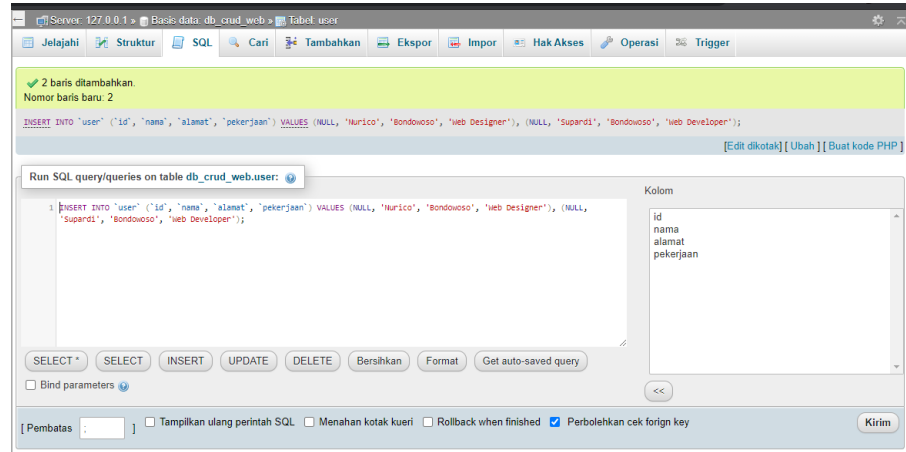 Server: 127.0.0.1 » Basis data: db_crud_web » Tabel: user
Jelajahi Struktur SQL Cari Tambahkan Ekspor Impor Hak Akses Operasi Trigger
2 baris ditambahkan.
Nomor baris baru: 2
INSERT INTO `user` (`id`, `nama`, `alamat`, `pekerjaan`) VALUES (NULL, 'Nurico', 'Bondowoso', 'Web Designer'), (NULL, 'Supardi', 'Bondowoso', 'Web Developer');
[Edit dikotak] [ Ubah ] [ Buat kode PHP ]
Run SQL query/queries on table db_crud_web.user:
Kolom
1 INSERT INTO `user` (`id`, `nama`, `alamat`, `pekerjaan`) VALUES (NULL, 'Nurico', 'Bondowoso', 'Web Designer'), (NULL,
'Supardi', 'Bondowoso', 'Web Developer');
id
nama
alamat
pekerjaan
SELECT * SELECT INSERT UPDATE DELETE Bersihkan Format Get auto-saved query
Bind parameters
<<
[ Pembatas ; ] Tampilkan ulang perintah SQL Menahan kotak kueri Rollback when finished Perbolehkan cek forign key Kirim